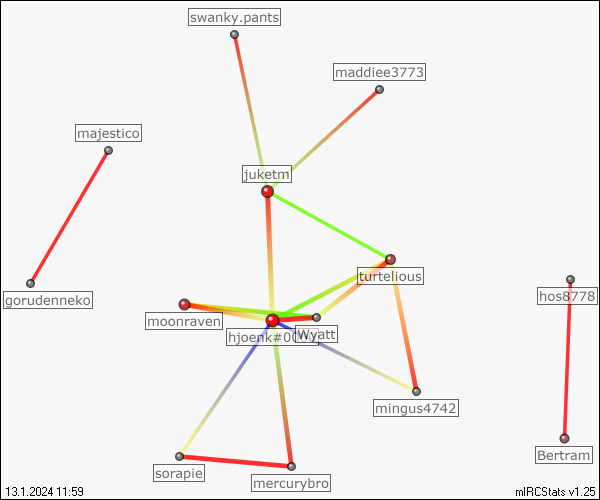 swanky.pants
maddiee3773
majestico
juketm
turtelious
gorudenneko
hos8778
moonraven
hjoenk#00
Wyatt
mingus4742
Bertram
sorapie
mercurybro
13.1.2024 11:59
mIRCStats v1.25